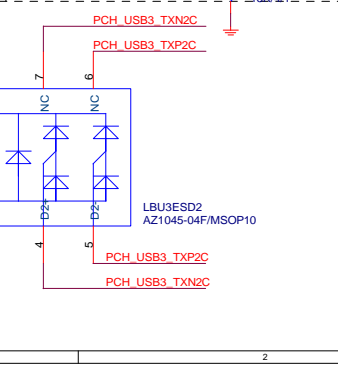 PCH_USB3_TXN2C
PCH_USB3_TXP2C
7
6
NC
NC
D2+
D2-
LBU3ESD2
AZ1045-04F/MSOP10
4
5
PCH_USB3_TXP2C
PCH_USB3_TXN2C
2